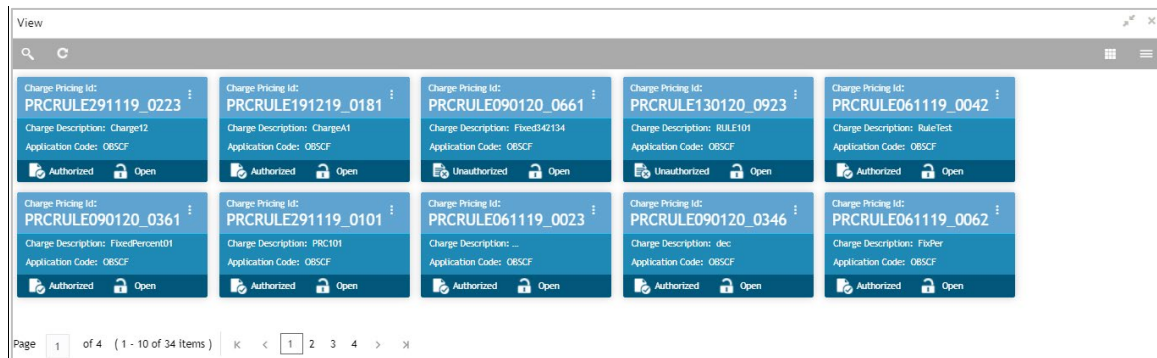 View
Charge Pricing Id:
PRCRULE291119_0223
Charge Description: Charge12
Application Code: OBSCF
Authorized Open
Charge Pricing Id:
PRCRULE191219_0181
Charge Description: ChargeA1
Application Code: OBSCF
Authorized Open
Charge Pricing Id:
PRCRULE090120_0661
Charge Description: Fixed342134
Application Code: OBSCF
Unauthorized Open
Charge Pricing Id:
PRCRULE130120_0923
Charge Description: RULE101
Application Code: OBSCF
Unauthorized Open
Charge Pricing Id:
PRCRULE061119_0042
Charge Description: RuleTest
Application Code: OBSCF
Authorized Open
Charge Pricing Id:
PRCRULE090120_0361
Charge Description: FixedPercent01
Application Code: OBSCF
Authorized Open
Charge Pricing Id:
PRCRULE291119_0101
Charge Description: PRC101
Application Code: OBSCF
Authorized Open
Charge Pricing Id:
PRCRULE061119_0023
Charge Description: ...
Application Code: OBSCF
Authorized Open
Charge Pricing Id:
PRCRULE090120_0346
Charge Description: dec
Application Code: OBSCF
Authorized Open
Charge Pricing Id:
PRCRULE061119_0062
Charge Description: FixPer
Application Code: OBSCF
Authorized Open
Page 1 of 4 ( 1 - 10 of 34 items ) 1 2 3 4